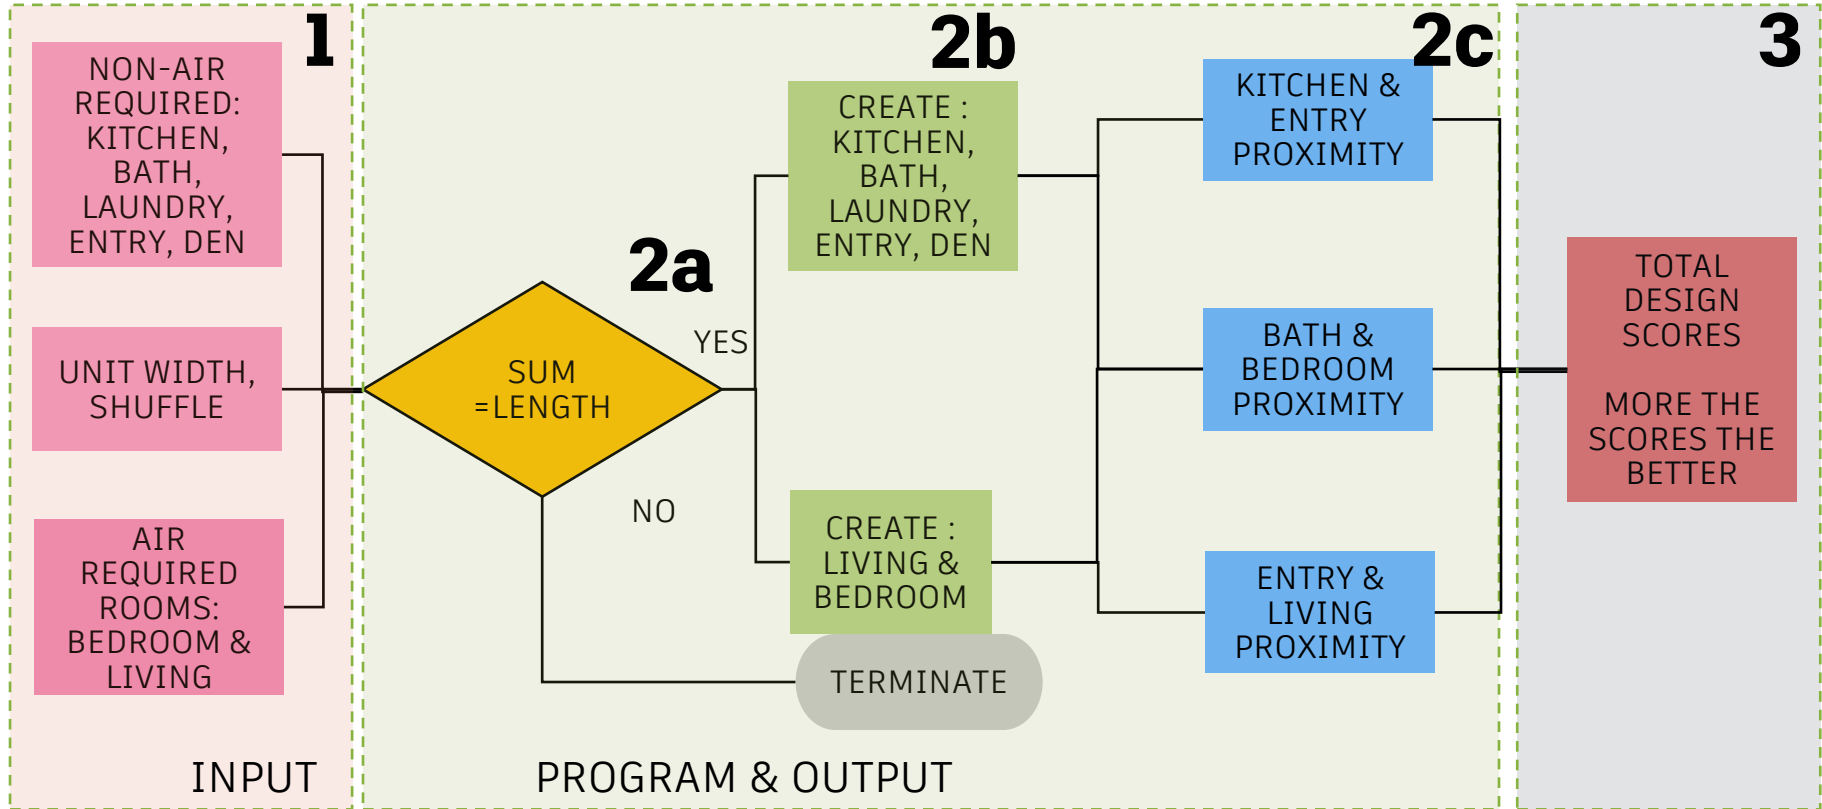 1
NON-AIR
REQUIRED:
KITCHEN,
BATH,
LAUNDRY,
ENTRY, DEN
UNIT WIDTH,
SHUFFLE
AIR
REQUIRED
ROOMS:
BEDROOM &
LIVING
INPUT
2a
SUM
=LENGTH
YES
NO
2b
CREATE :
KITCHEN,
BATH,
LAUNDRY,
ENTRY, DEN
CREATE :
LIVING &
BEDROOM
TERMINATE
2c
KITCHEN &
ENTRY
PROXIMITY
BATH &
BEDROOM
PROXIMITY
ENTRY &
LIVING
PROXIMITY
PROGRAM & OUTPUT
3
TOTAL
DESIGN
SCORES
MORE THE
SCORES THE
BETTER